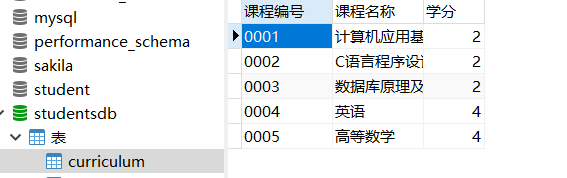 mysql
performance_schema
sakila
student
studentsdb
表
curriculum
课程编号 课程名称 学分
0001 计算机应用基 2
0002 C语言程序设 2
0003 数据库原理及 2
0004 英语 4
0005 高等数学 4